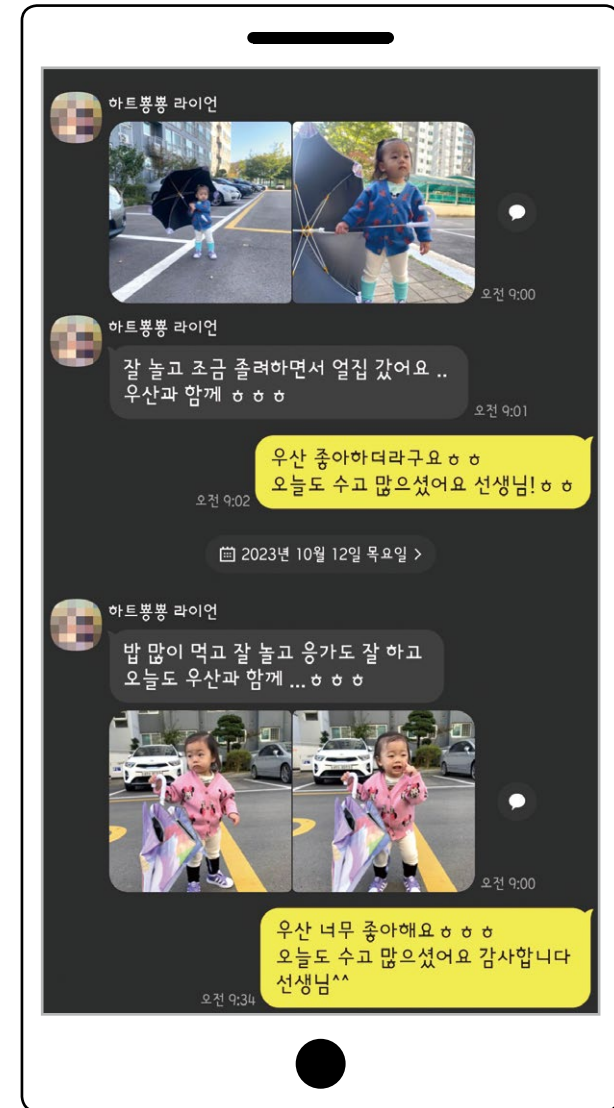 하트뿅뿅 라이언
오전 9:00
하트뿅뿅 라이언
잘 놀고 조금 졸려하면서 얼집 갔어요 ..
우산과 함께 ㅎㅎㅎ
오전 9:01
우산 좋아하더라구요ㅎㅎ
오늘도 수고 많으셨어요 선생님!ㅎㅎ
오전 9:02
2023년 10월 12일 목요일 >
하트뿅뿅 라이언
밥 많이 먹고 잘 놀고 응가도 잘 하고
오늘도 우산과 함께 ...ㅎㅎㅎ
오전 9:00
우산 너무 좋아해요ㅎㅎㅎ
오늘도 수고 많으셨어요 감사합니다
선생님^^
오전 9:34